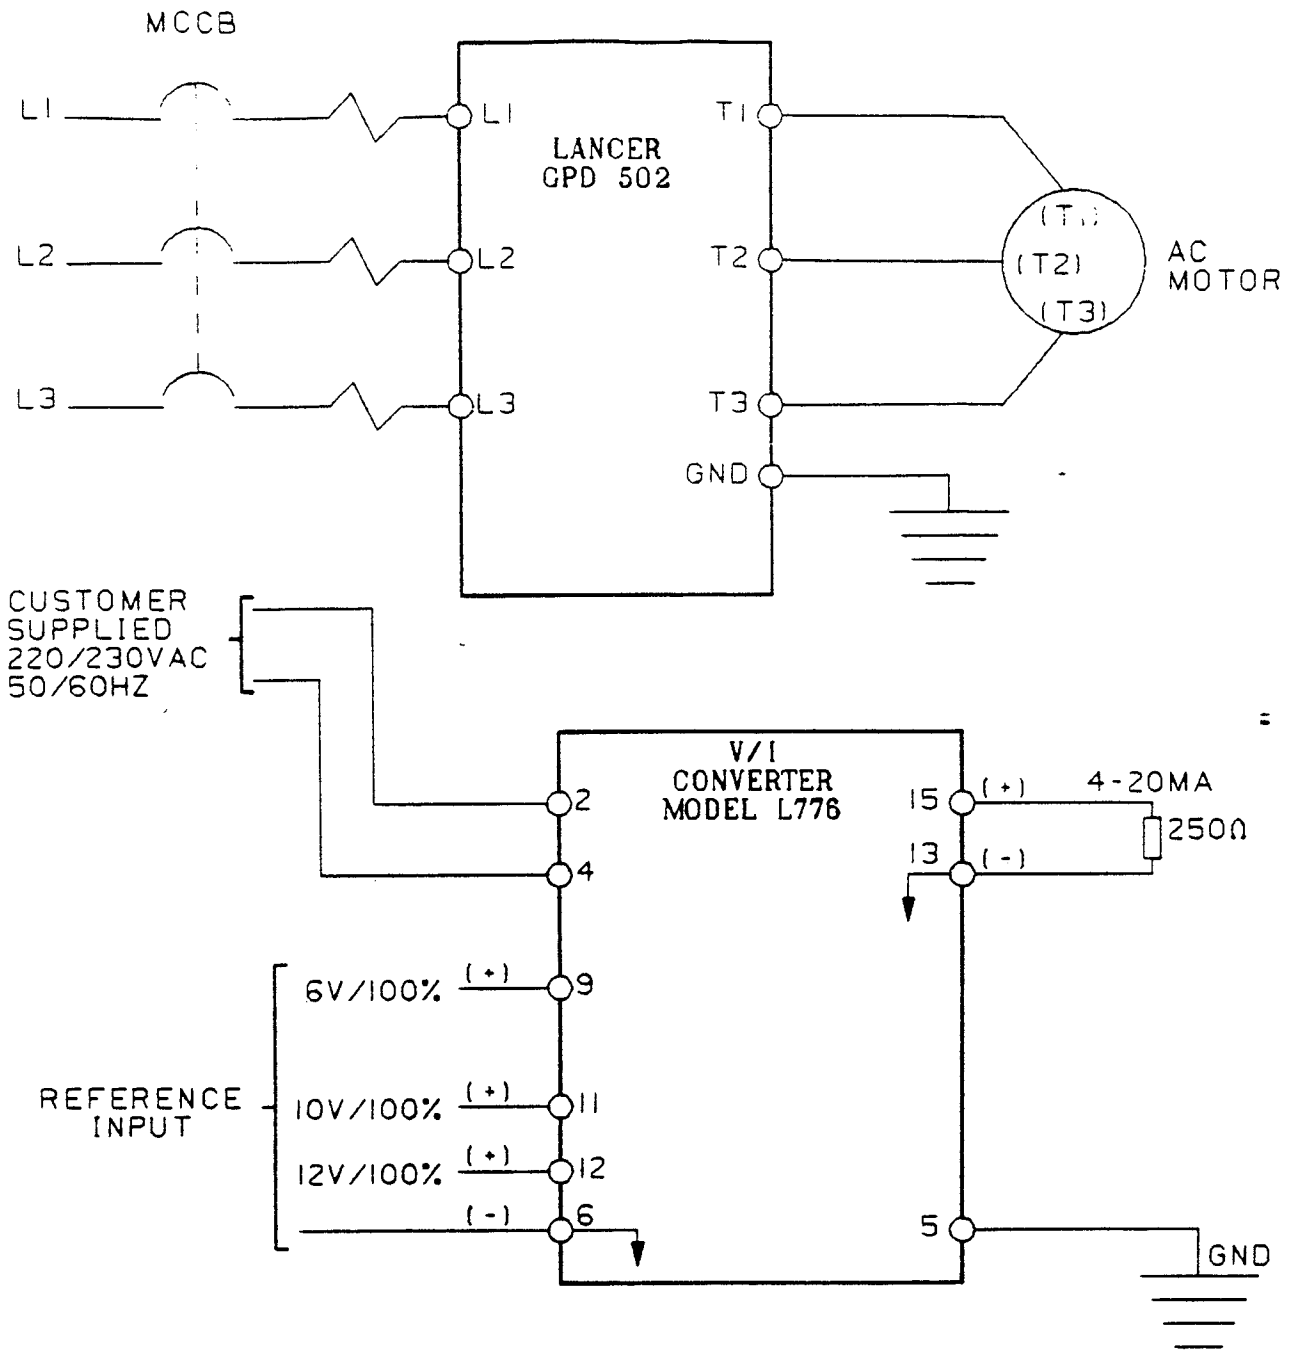 MCCB
L1
L1
T1
LANCER
GPD 502
L2
L2
T2
(T2)
(T3)
AC
MOTOR
L3
L3
T3
GND
CUSTOMER
SUPPLIED
220/230VAC
50/60HZ
V/I
CONVERTER
MODEL L776
2
4
15
(+)
4-20MA
250Ω
13
(-)
REFERENCE
INPUT
6V/100%
(+)
9
10V/100%
(+)
11
12V/100%
(+)
12
(-)
6
5
GND